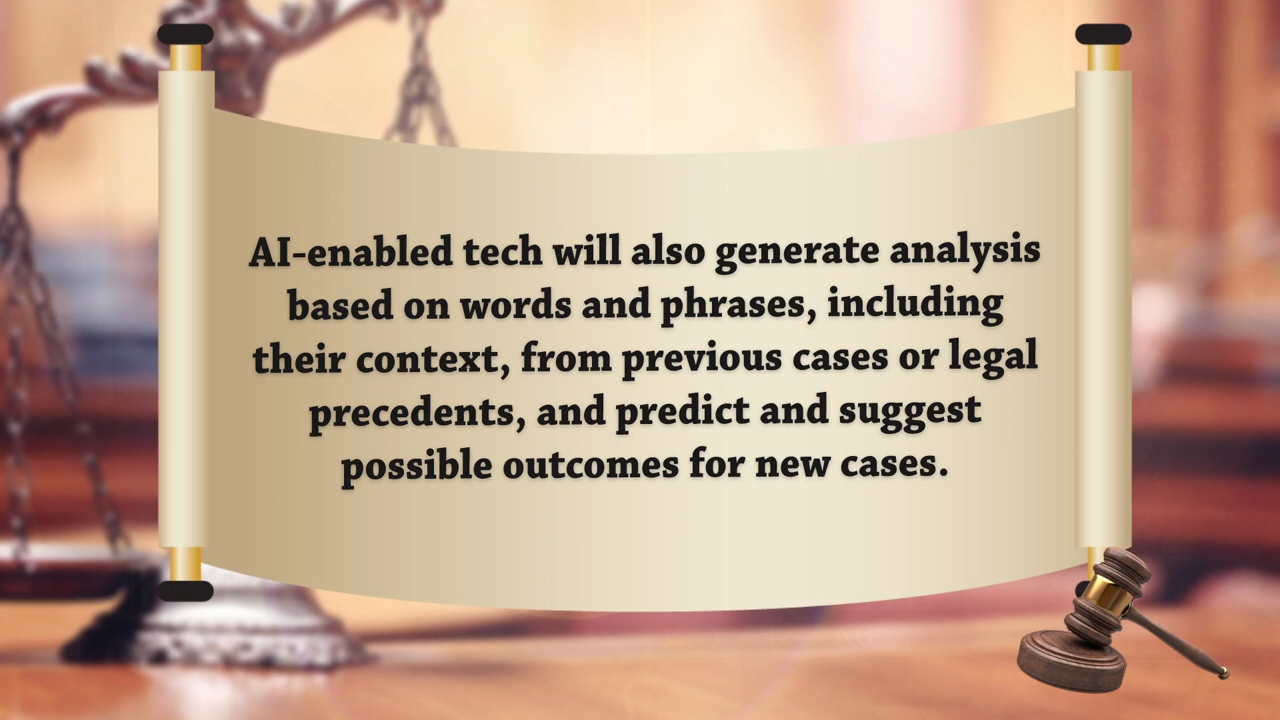 AI-enabled tech will also generate analysis
based on words and phrases, including
their context, from previous cases or legal
precedents, and predict and suggest
possible outcomes for new cases.